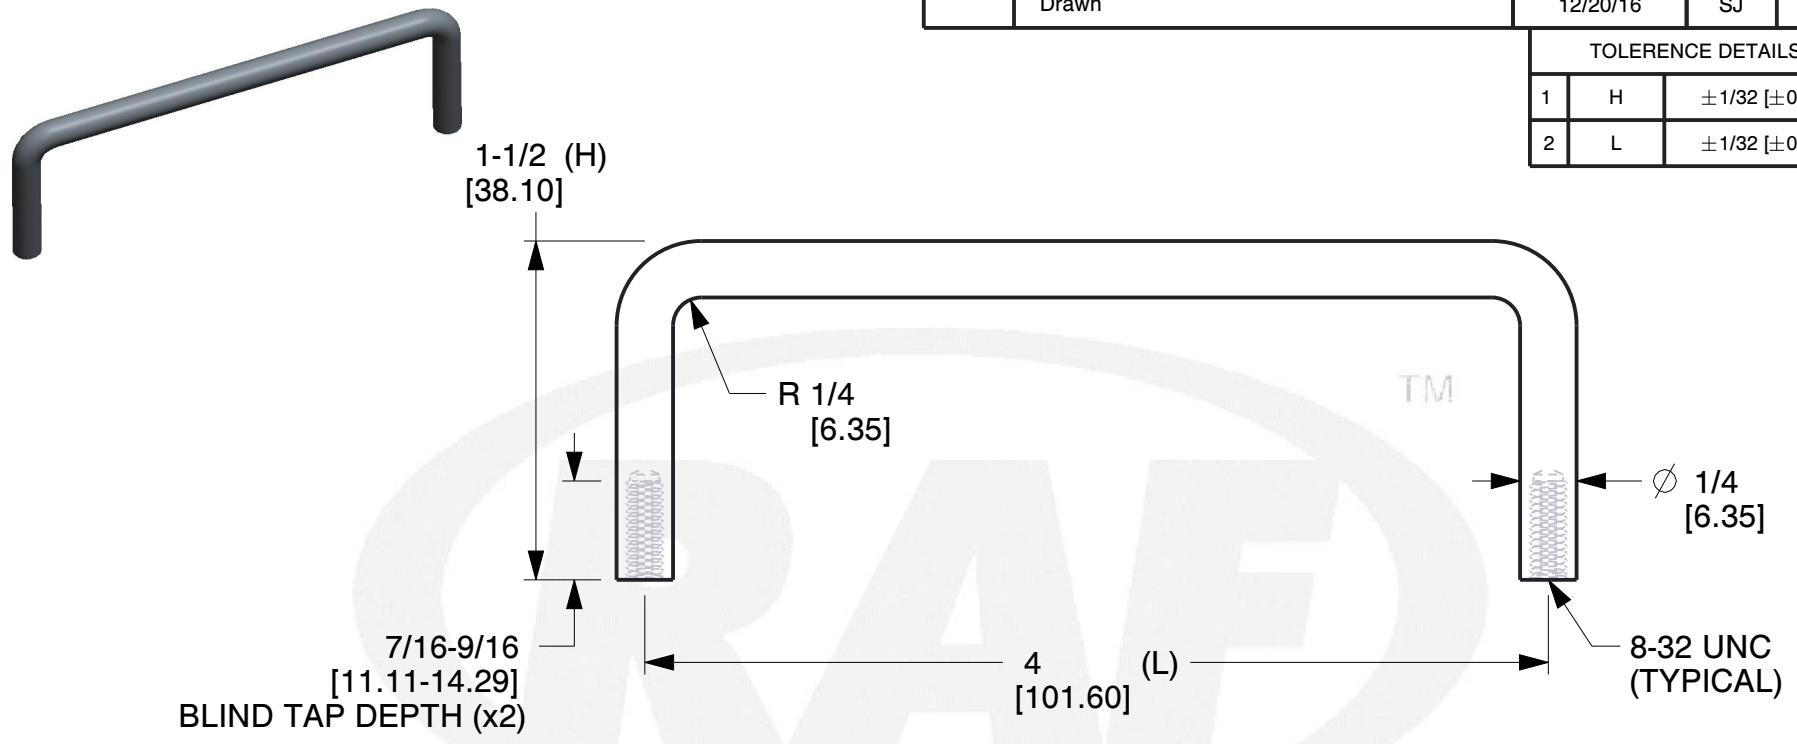 Drawn 12/20/16 SJ
TOLERENCE DETAILS
1 H ±1/32 [±0
2 L ±1/32 [±0
1-1/2 (H)
[38.10]
R 1/4
[6.35]
TM
RAF
Ø 1/4
[6.35]
7/16-9/16
[11.11-14.29]
BLIND TAP DEPTH (x2)
4 (L)
[101.60]
8-32 UNC
(TYPICAL)